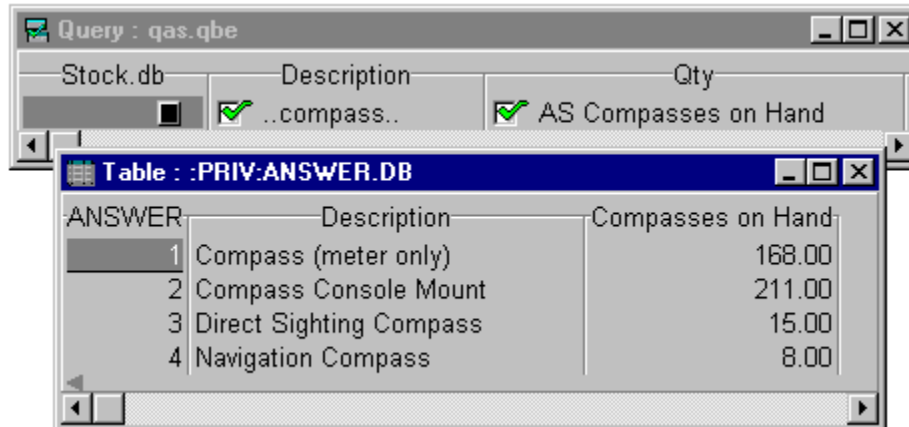 Query : qas.qbe
Stock.db Description Qty
..compass.. AS Compasses on Hand
Table : :PRIV:ANSWER.DB
ANSWER Description Compasses on Hand
1 Compass (meter only) 168.00
2 Compass Console Mount 211.00
3 Direct Sighting Compass 15.00
4 Navigation Compass 8.00